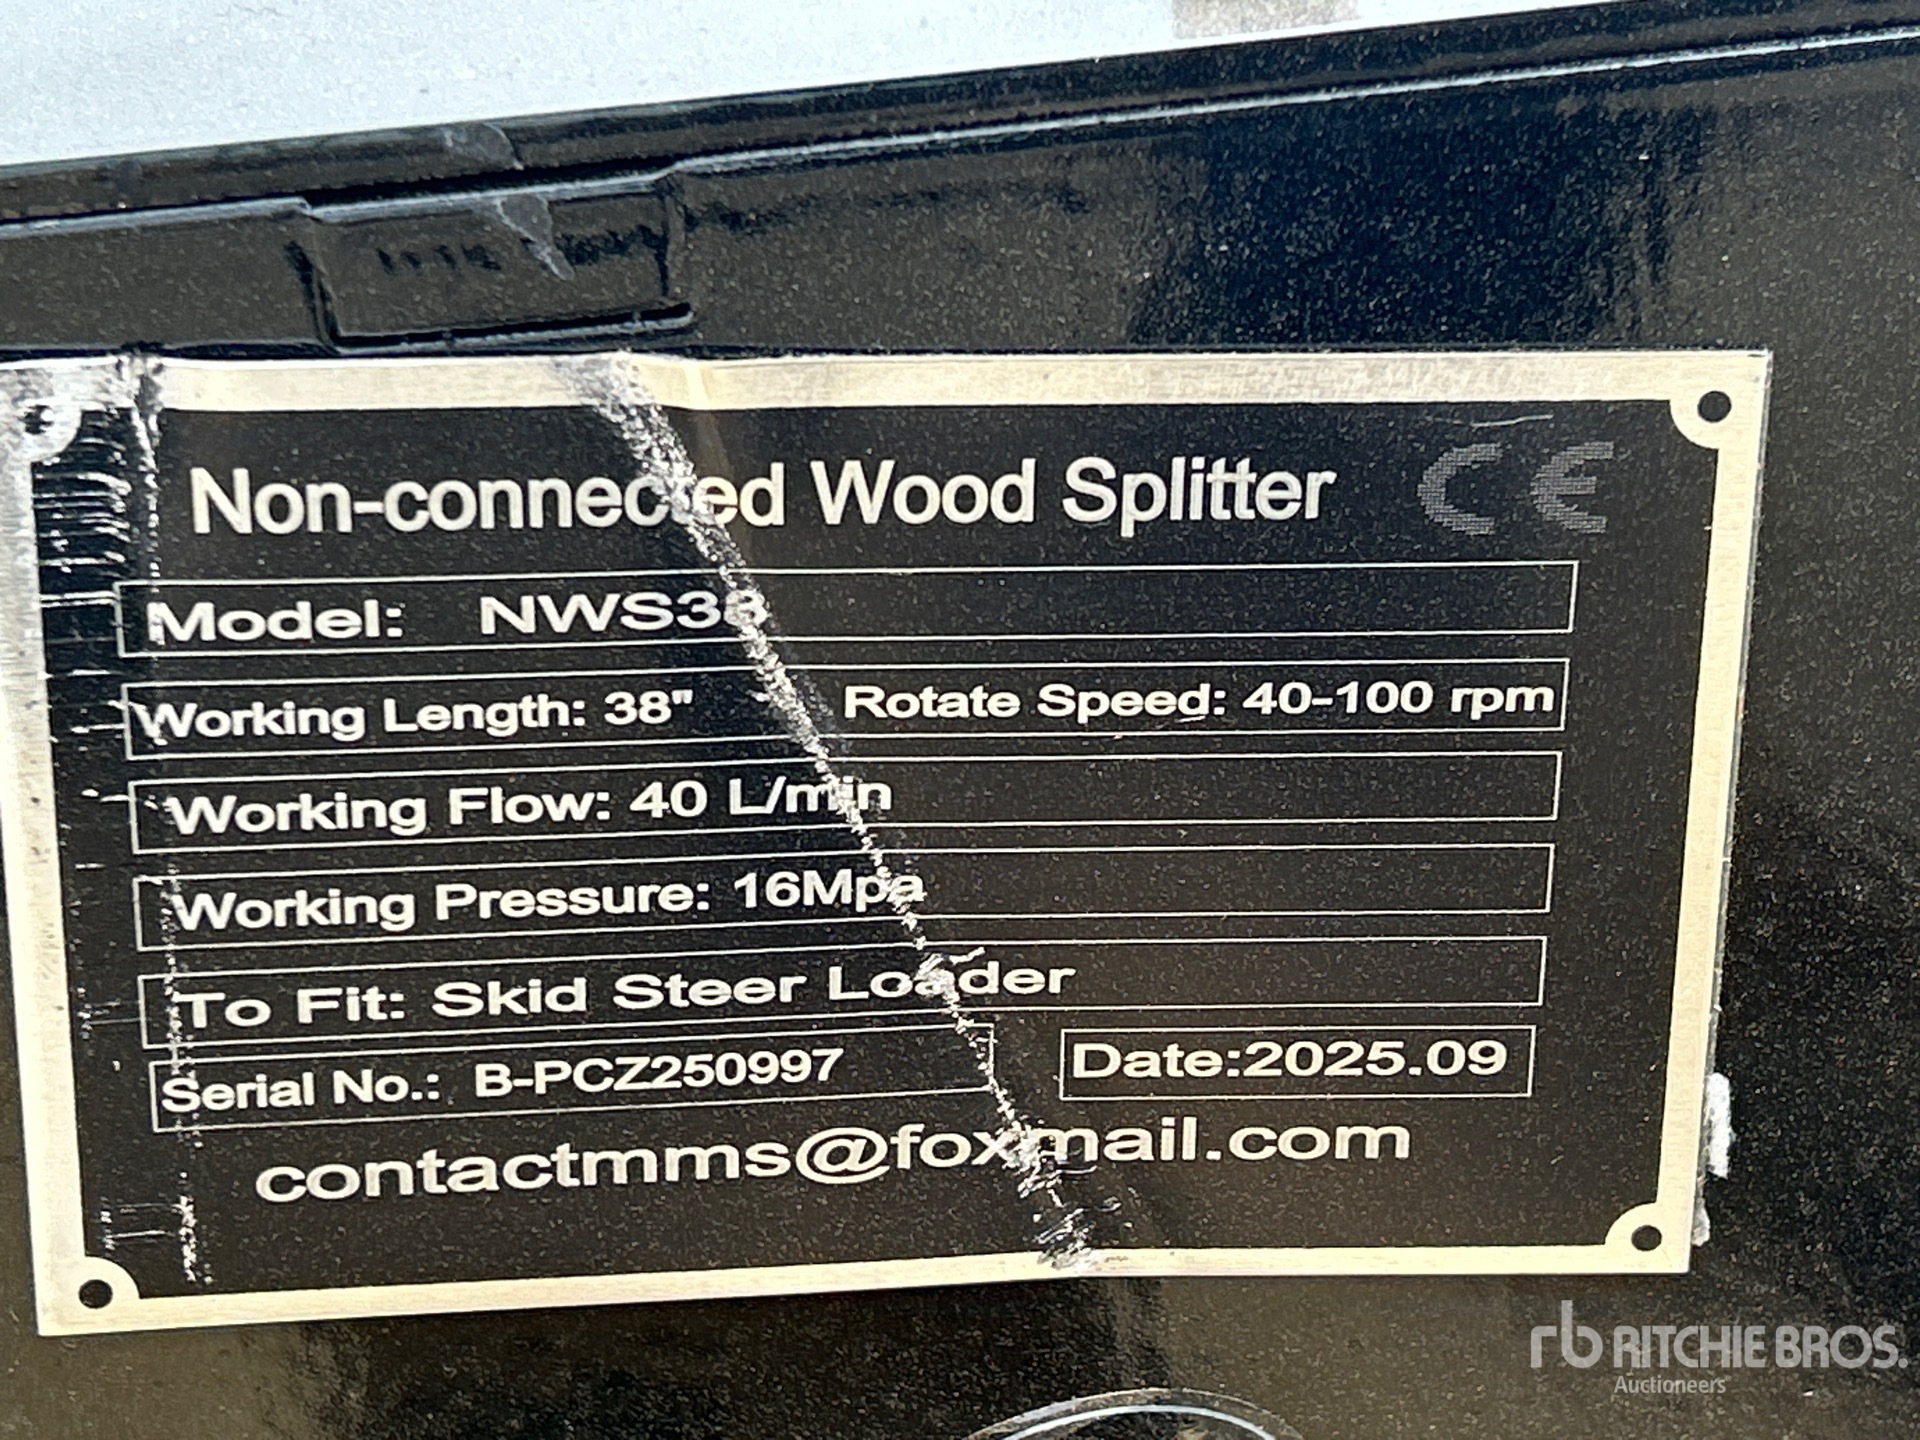 Non-connected Wood Splitter CE
Model: NWS38
Working Length: 38" Rotate Speed: 40-100 rpm
Working Flow: 40 L/min
Working Pressure: 16Mpa
To Fit: Skid Steer Loader
Serial No.: B-PCZ250997 Date:2025.09
contactmms@foxmail.com
rb RITCHIE BROS.
Auctioneers